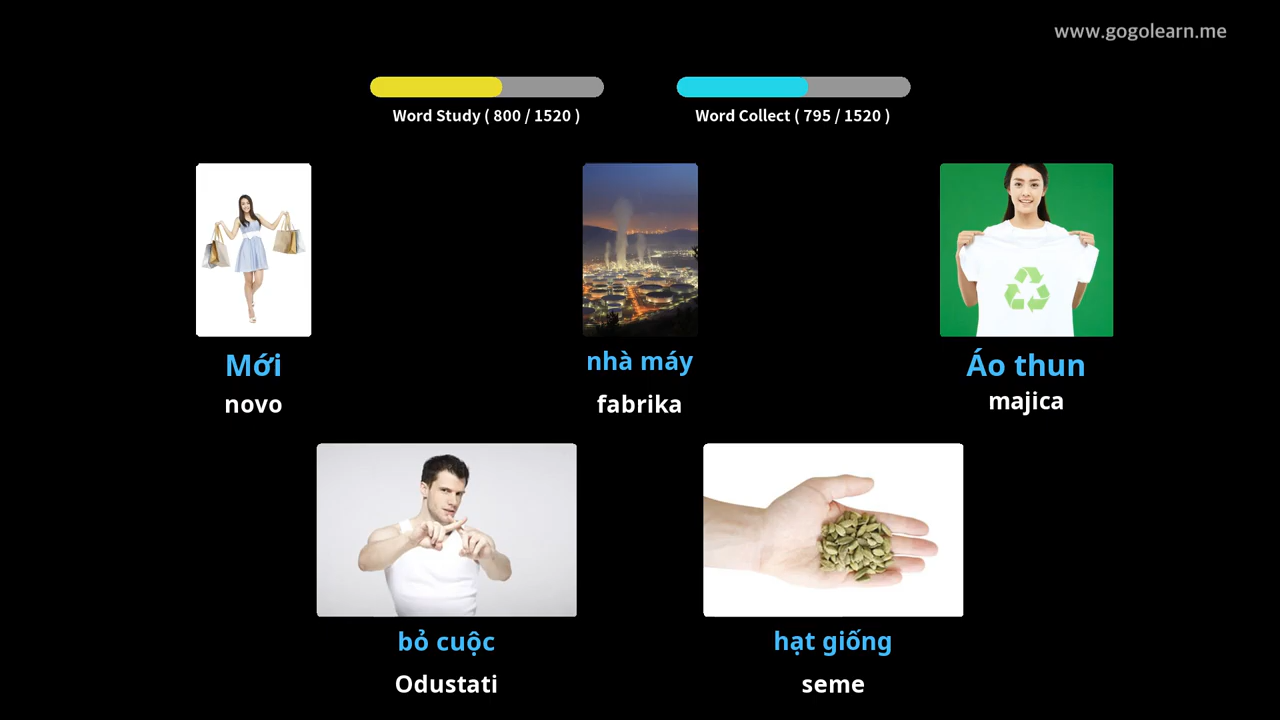 www.gogolearn.me
Word Study ( 800 / 1520 )
Word Collect ( 795 / 1520 )
Mới
novo
nhà máy
fabrika
Áo thun
majica
bỏ cuộc
Odustati
hạt giống
seme